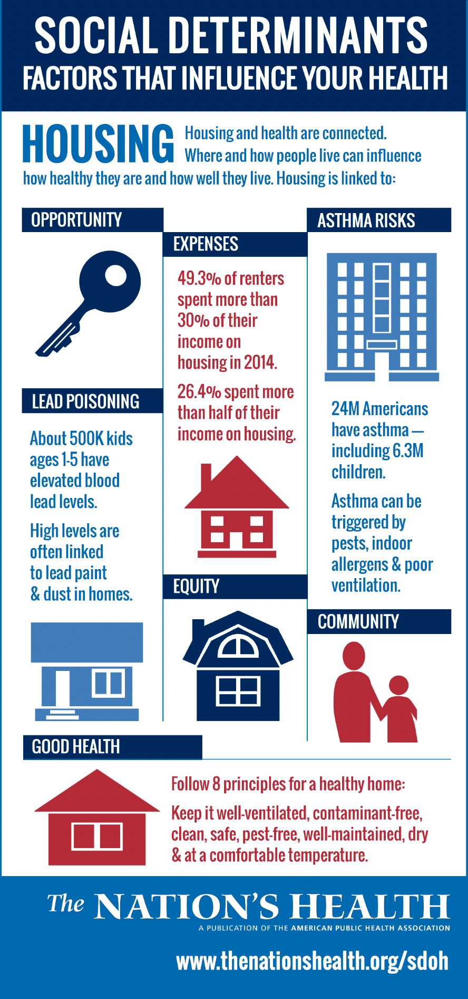 SOCIAL DETERMINANTS
FACTORS THAT INFLUENCE YOUR HEALTH
HOUSING
Housing and health are connected.
Where and how people live can influence
how healthy they are and how well they live. Housing is linked to:
OPPORTUNITY
LEAD POISONING
About 500K kids
ages 1-5 have
elevated blood
lead levels.
High levels are
often linked
to lead paint
& dust in homes.
EXPENSES
49.3% of renters
spent more than
30% of their
income on
housing in 2014.
26.4% spent more
than half of their
income on housing.
EQUITY
ASTHMA RISKS
24M Americans
have asthma —
including 6.3M
children.
Asthma can be
triggered by
pests, indoor
allergens & poor
ventilation.
COMMUNITY
GOOD HEALTH
Follow 8 principles for a healthy home:
Keep it well-ventilated, contaminant-free,
clean, safe, pest-free, well-maintained, dry
& at a comfortable temperature.
The NATION'S HEALTH
A PUBLICATION OF THE AMERICAN PUBLIC HEALTH ASSOCIATION
www.thenationshealth.org/sdoh